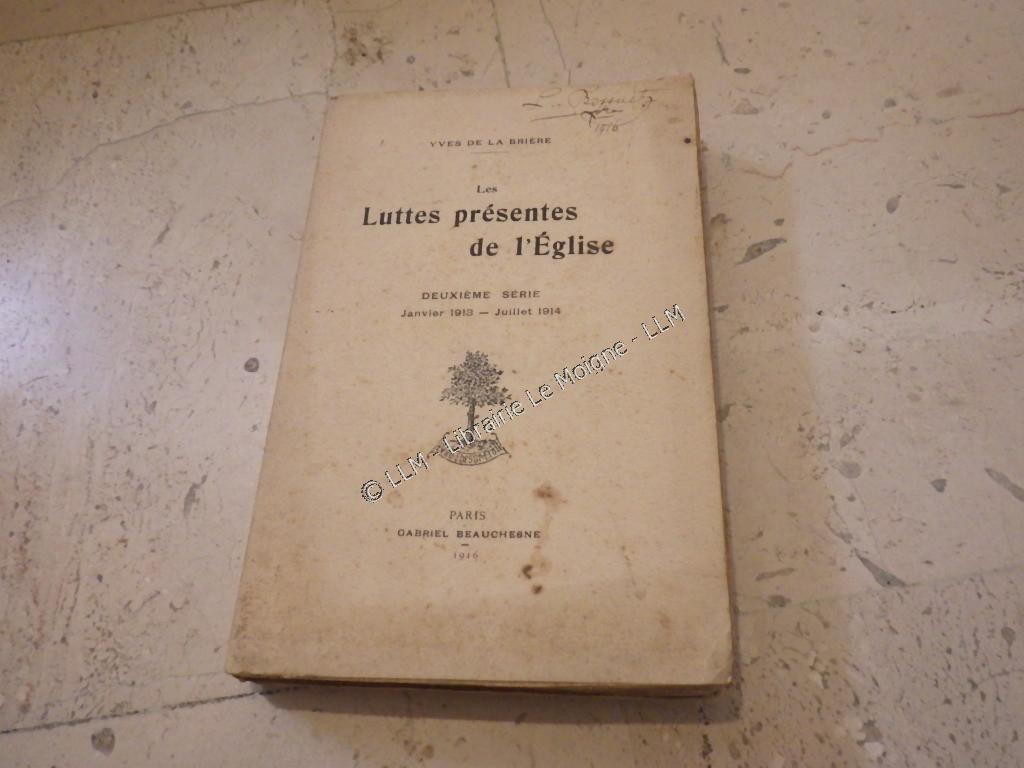 1916
YVES DE LA BRIÈRE
Les
Luttes présentes
de l'Église
DEUXIÈME SÉRIE
Janvier 1913 — Juillet 1914
© LLM - Librairie Le Moigne - LLM
PARIS
GABRIEL BEAUCHESNE
1916